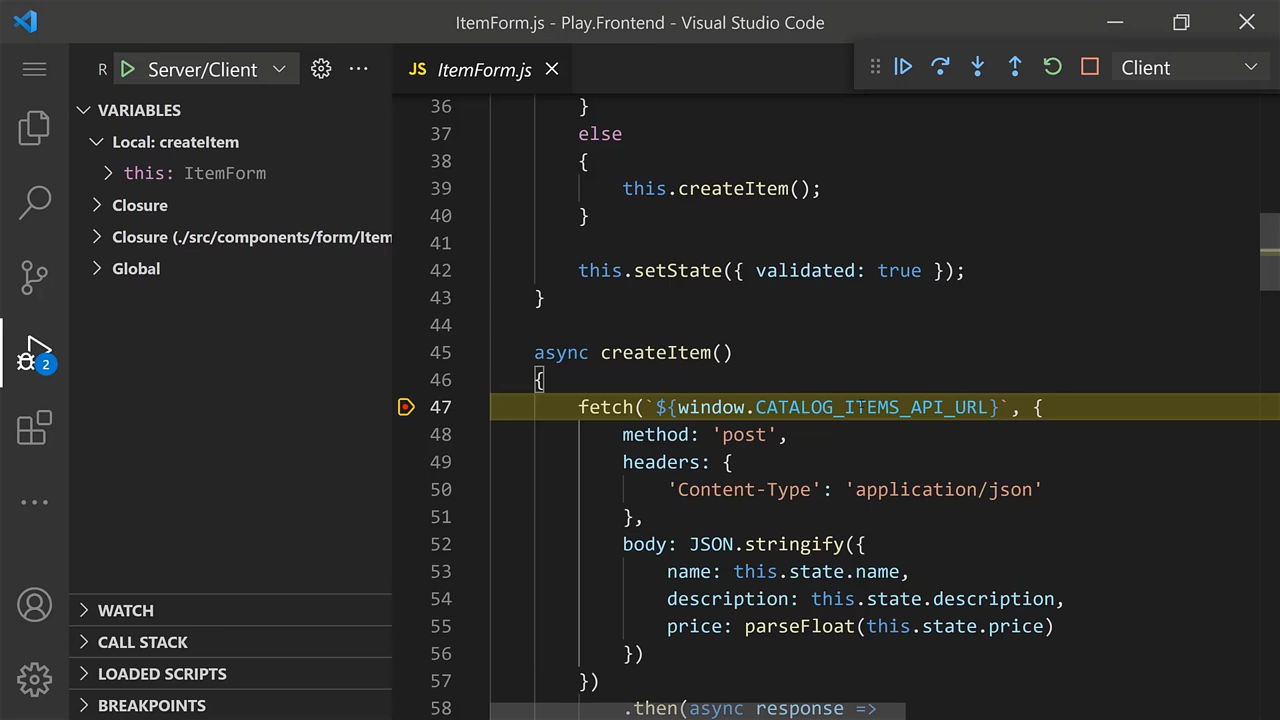 ItemForm.js - Play.Frontend - Visual Studio Code
R Server/Client
JS ItemForm.js
Client
VARIABLES
Local: createItem
this: ItemForm
Closure
Closure (./src/components/form/Item
Global
2
WATCH
CALL STACK
LOADED SCRIPTS
BREAKPOINTS
36 }
37 else
38 {
39 this.createItem();
40 }
41
42 this.setState({ validated: true });
43 }
44
45 async createItem()
46 {
47 fetch(`${window.CATALOG_ITEMS_API_URL}`, {
48 method: 'post',
49 headers: {
50 'Content-Type': 'application/json'
51 },
52 body: JSON.stringify({
53 name: this.state.name,
54 description: this.state.description,
55 price: parseFloat(this.state.price)
56 })
57 })
58 .then(async response =>